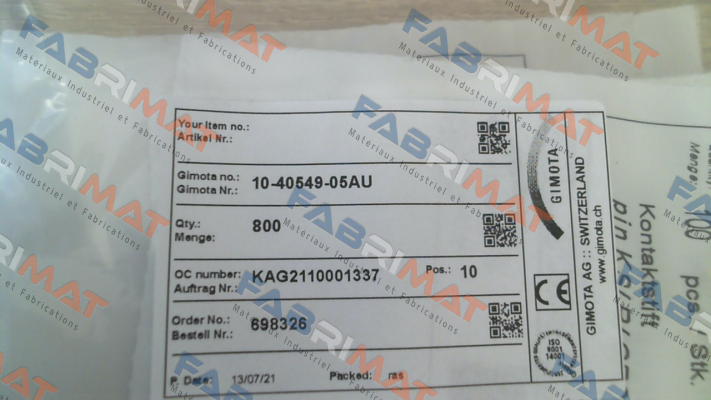 Your item no.:
Artikel Nr.:
Gimota no.: 10-40549-05AU
Gimota Nr.:
Qty.: 800
Menge:
OC number: KAG2110001337 Pos.: 10
Auftrag Nr.:
Order No.: 698326
Bestell Nr.:
P. Date: 13/07/21 Packed: ras
GIMOTA
GIMOTA AG :: SWITZERLAND
www.gimota.ch
CE
ISO
9001
14001
Menge: 100 pcs / Stk.
Kontaktstift
FABRIMAT
Matériaux Industriel et Fabrications